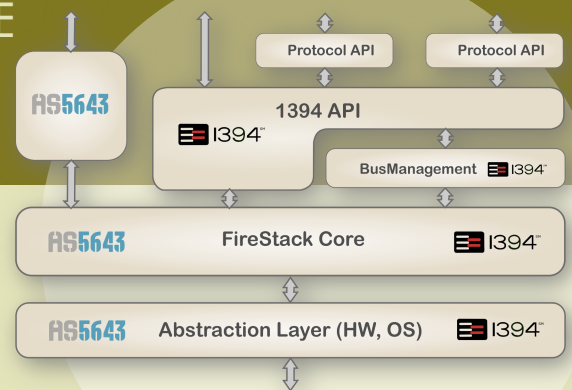 E
Protocol API
Protocol API
AS5643
1394 API
1394
BusManagement 1394
AS5643 FireStack Core 1394
AS5643 Abstraction Layer (HW, OS) 1394